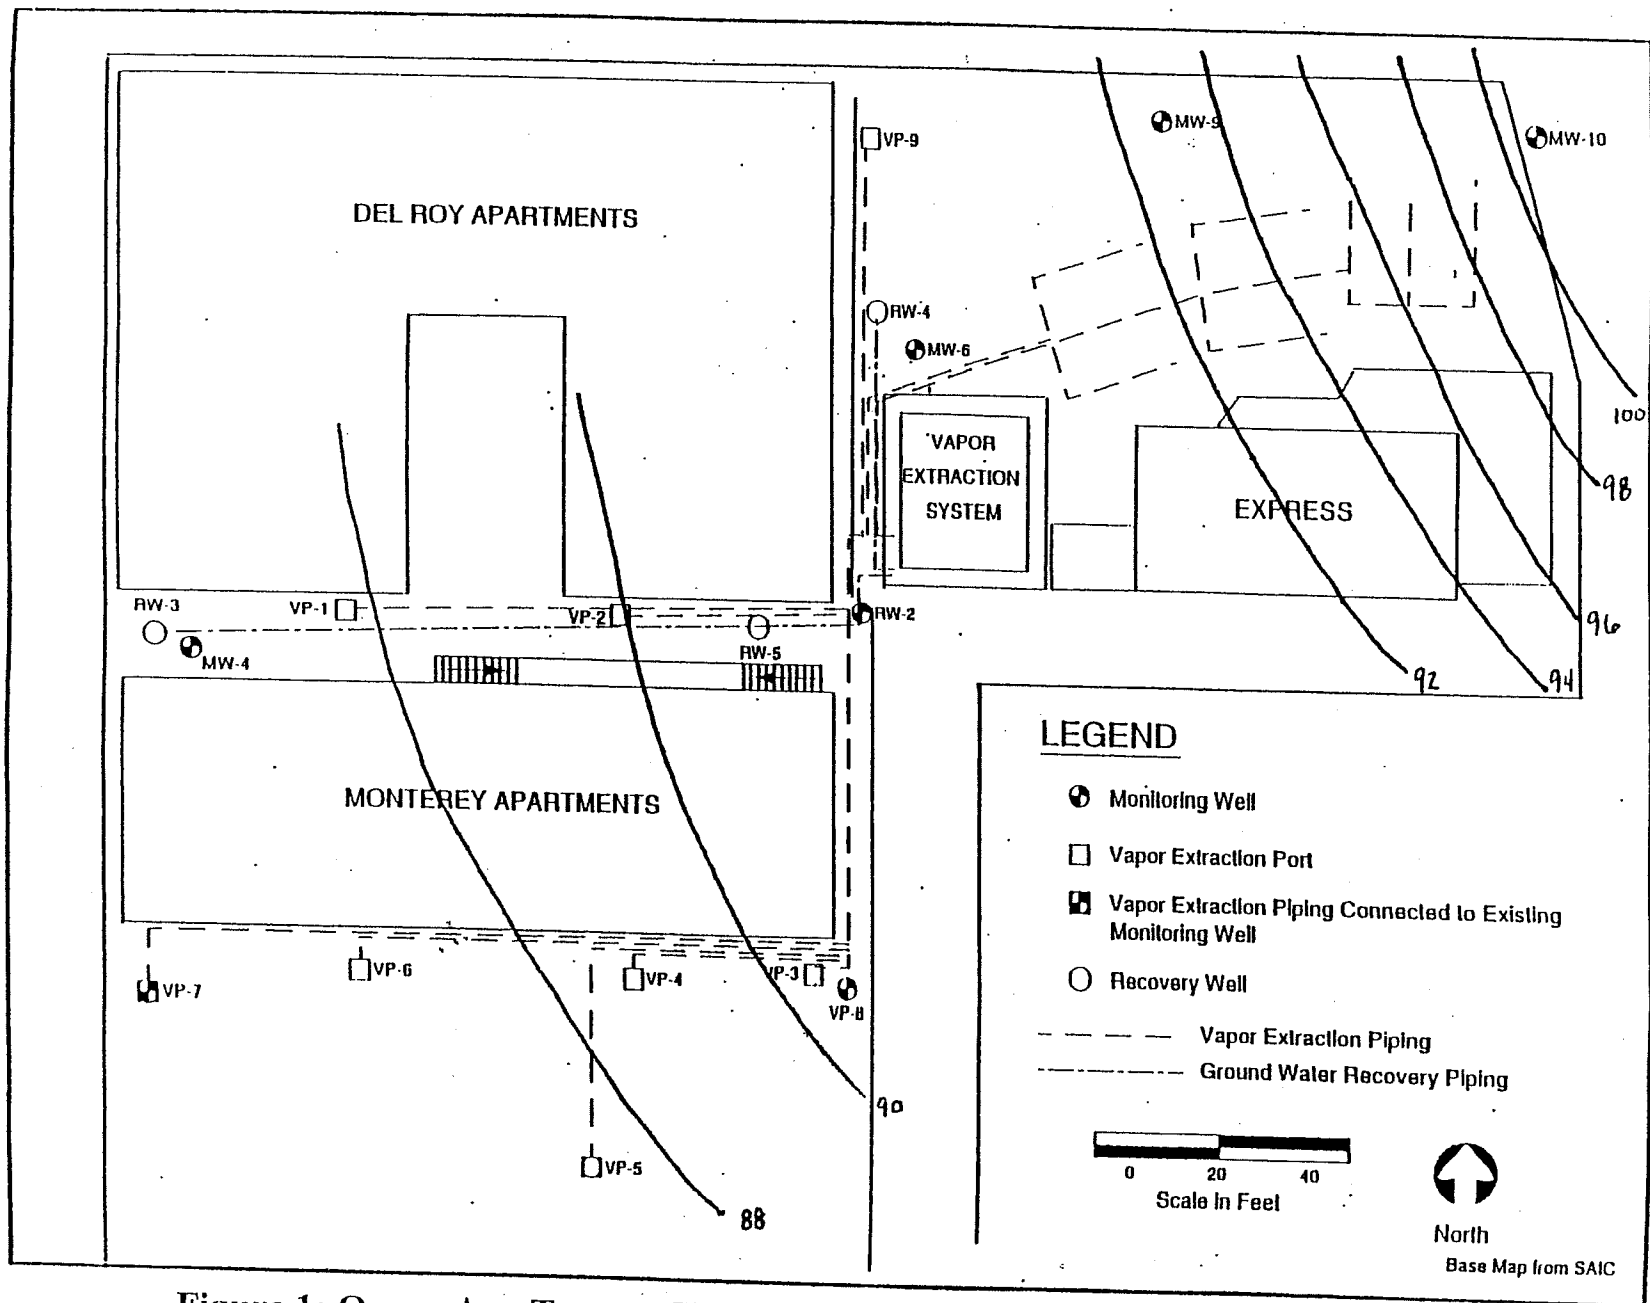 VP-9
MW-9
MW-10
DEL ROY APARTMENTS
RW-4
MW-6
100
VAPOR
EXTRACTION
SYSTEM
EXPRESS
98
RW-3
VP-1
VP-2
RW-2
96
MW-4
RW-5
92
94
LEGEND
MONTEREY APARTMENTS
Monitoring Well
Vapor Extraction Port
Vapor Extraction Piping Connected to Existing
Monitoring Well
VP-7
VP-6
VP-4
VP-3
VP-8
Recovery Well
Vapor Extraction Piping
Ground Water Recovery Piping
90
VP-5
88
0 20 40
Scale In Feet
North
Base Map from SAIC
Figure 1: